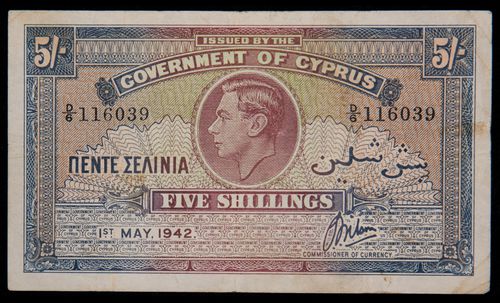 5/- ISSUED BY THE 5/-
GOVERNMENT OF CYPRUS
D/6 116039 D/6 116039
ΠΕΝΤΕ ΣΕΛΙΝΙΑ بش شلين
FIVE SHILLINGS
1ST MAY. 1942.
COMMISSIONER OF CURRENCY